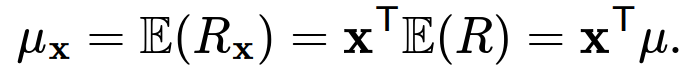 μ_𝐱 = 𝔼(R_𝐱) = 𝐱^⊤𝔼(R) = 𝐱^⊤μ.